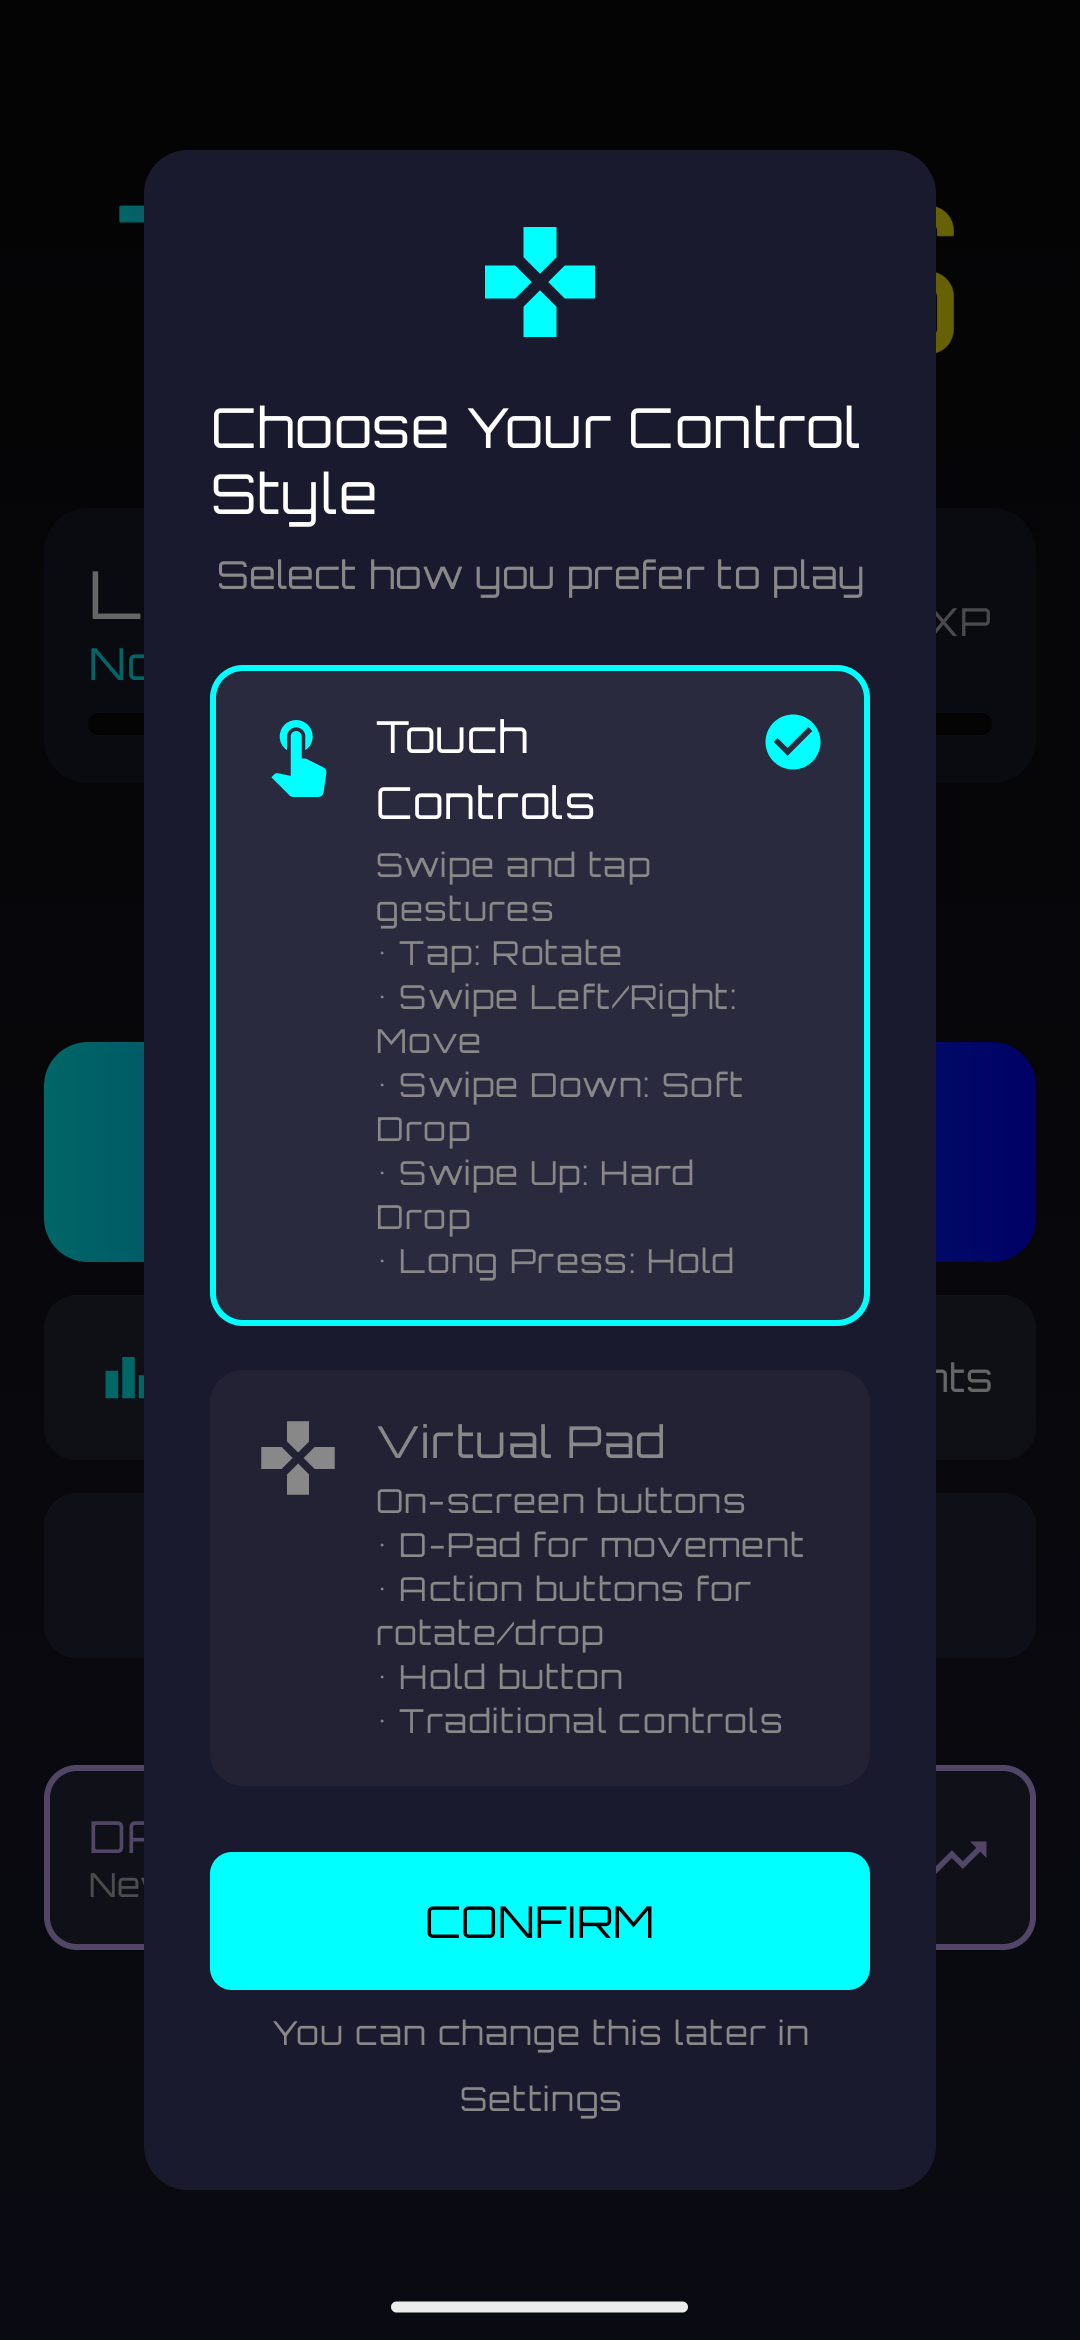 Choose Your Control
Style
Select how you prefer to play
XP
Touch
Controls
Swipe and tap
gestures
· Tap: Rotate
· Swipe Left/Right:
Move
· Swipe Down: Soft
Drop
· Swipe Up: Hard
Drop
· Long Press: Hold
Virtual Pad
On-screen buttons
· D-Pad for movement
· Action buttons for
rotate/drop
· Hold button
· Traditional controls
CONFIRM
You can change this later in
Settings